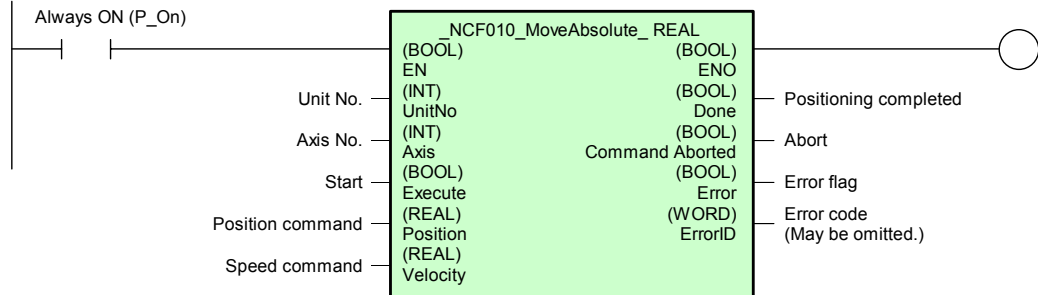 Always ON (P_On)
_NCF010_MoveAbsolute_ REAL
(BOOL) (BOOL)
EN ENO
(INT) (BOOL)
Unit No. UnitNo Done Positioning completed
(INT) (BOOL)
Axis No. Axis Command Aborted Abort
(BOOL) (BOOL)
Start Execute Error Error flag
(REAL) (WORD) Error code
Position command Position ErrorID (May be omitted.)
(REAL)
Speed command Velocity